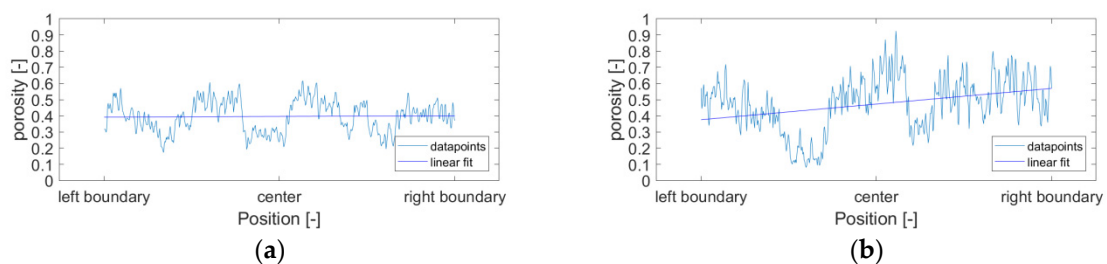 1
0.9
0.8
0.7
0.6
0.5
0.4
0.3
0.2
0.1
0
porosity [-]
datapoints
linear fit
left boundary center right boundary
Position [-]
(a)
1
0.9
0.8
0.7
0.6
0.5
0.4
0.3
0.2
0.1
0
porosity [-]
datapoints
linear fit
left boundary center right boundary
Position [-]
(b)